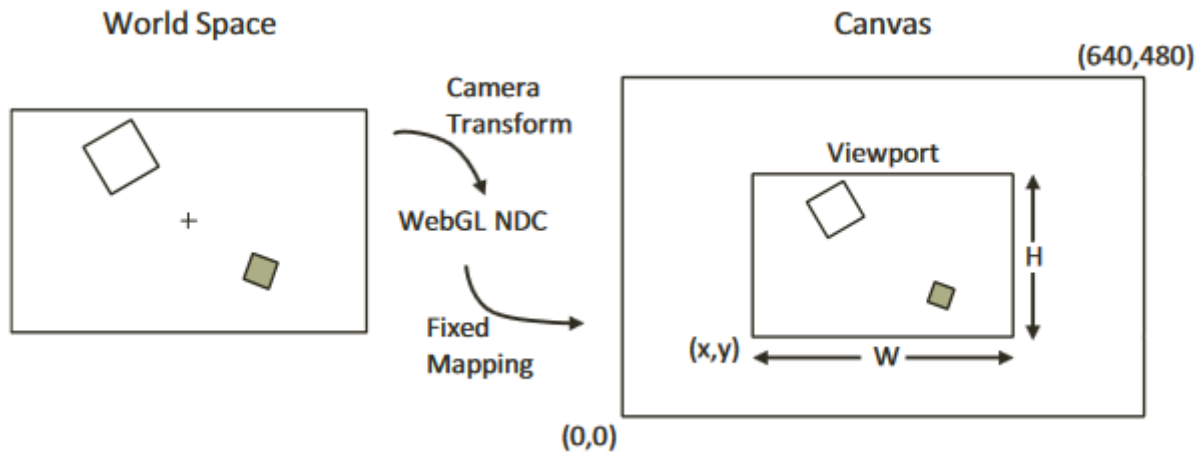 World Space
Canvas
(640,480)
Camera
Transform
Viewport
WebGL NDC
H
Fixed
Mapping
(x,y)
W
(0,0)